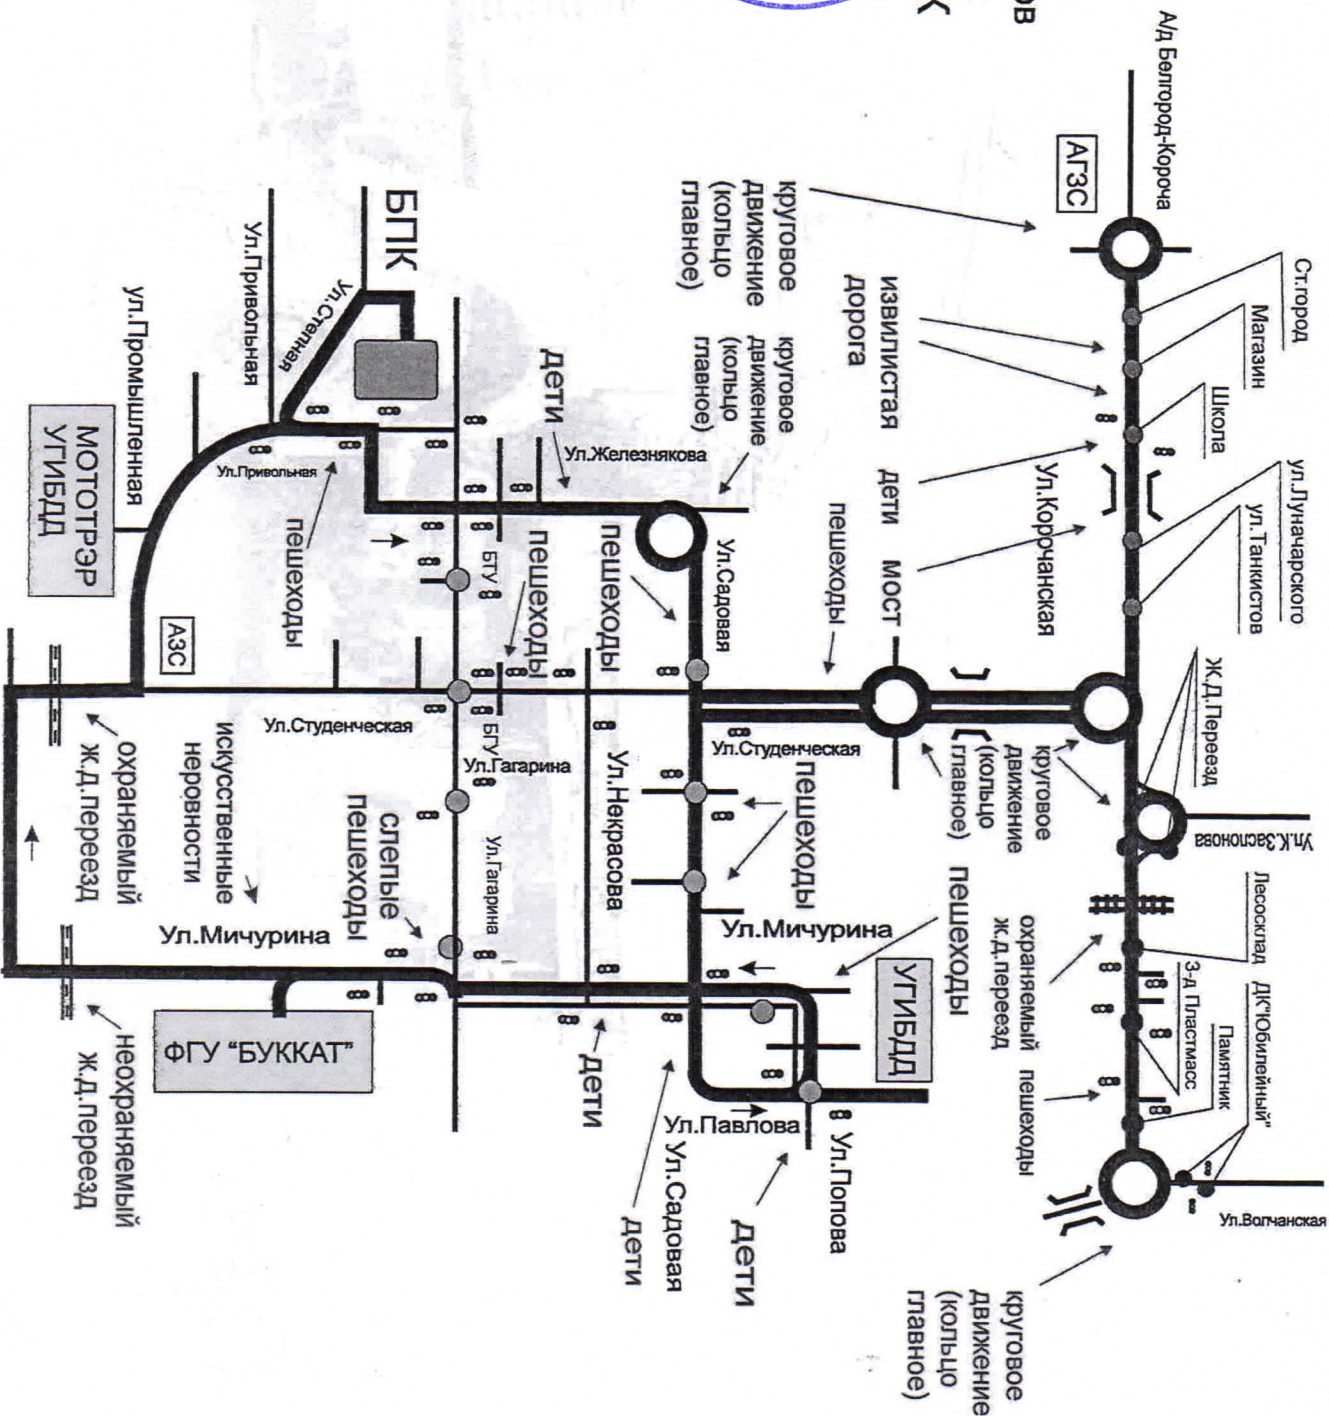 ОВ
К
А/д Белгород-Короча
АГЗС
Ст.город
Магазин
Школа
ул.Луначарского
ул.Танкистов
Ж.Д.Переезд
Ул.К.Заслонова
Лесосклад
ДК"Юбилейный"
З-д Пластмасс
Памятник
Ул.Волчанская
круговое
движение
(кольцо
главное)
круговое
движение
(кольцо
главное)
извилистая
дорога
дети
мост
Ул.Корочанская
пешеходы
круговое
движение
(кольцо
главное)
охраняемый
ж.д.переезд
пешеходы
круговое
движение
(кольцо
главное)
пешеходы
УГИБДД
Ул.Садовая
Ул.Студенческая
пешеходы
Ул.Мичурина
Ул.Павлова
Ул.Попова
дети
Ул.Садовая
дети
дети
Ул.Железнякова
дети
пешеходы
пешеходы
Ул.Некрасова
БТУ
БГУ
Ул.Гагарина
Ул.Гагарина
БПК
Ул.Степная
Ул.Привольная
Ул.Привольная
ул.Промышленная
МОТОТРЭР
УГИБДД
пешеходы
АЗС
Ул.Студенческая
слепые
пешеходы
искусственные
неровности
Ул.Мичурина
охраняемый
ж.д.переезд
ФГУ "БУККАТ"
неохраняемый
ж.д.переезд